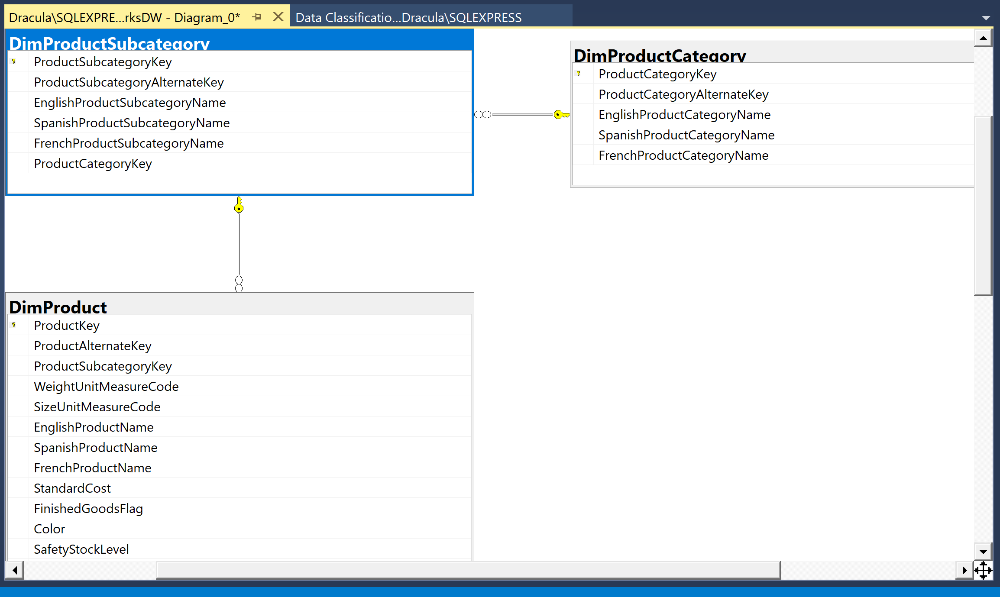 Dracula\SQLEXPRE...rksDW - Diagram_0*
Data Classificatio...Dracula\SQLEXPRESS
DimProductSubcategory
ProductSubcategoryKey
ProductSubcategoryAlternateKey
EnglishProductSubcategoryName
SpanishProductSubcategoryName
FrenchProductSubcategoryName
ProductCategoryKey
DimProductCategory
ProductCategoryKey
ProductCategoryAlternateKey
EnglishProductCategoryName
SpanishProductCategoryName
FrenchProductCategoryName
DimProduct
ProductKey
ProductAlternateKey
ProductSubcategoryKey
WeightUnitMeasureCode
SizeUnitMeasureCode
EnglishProductName
SpanishProductName
FrenchProductName
StandardCost
FinishedGoodsFlag
Color
SafetyStockLevel